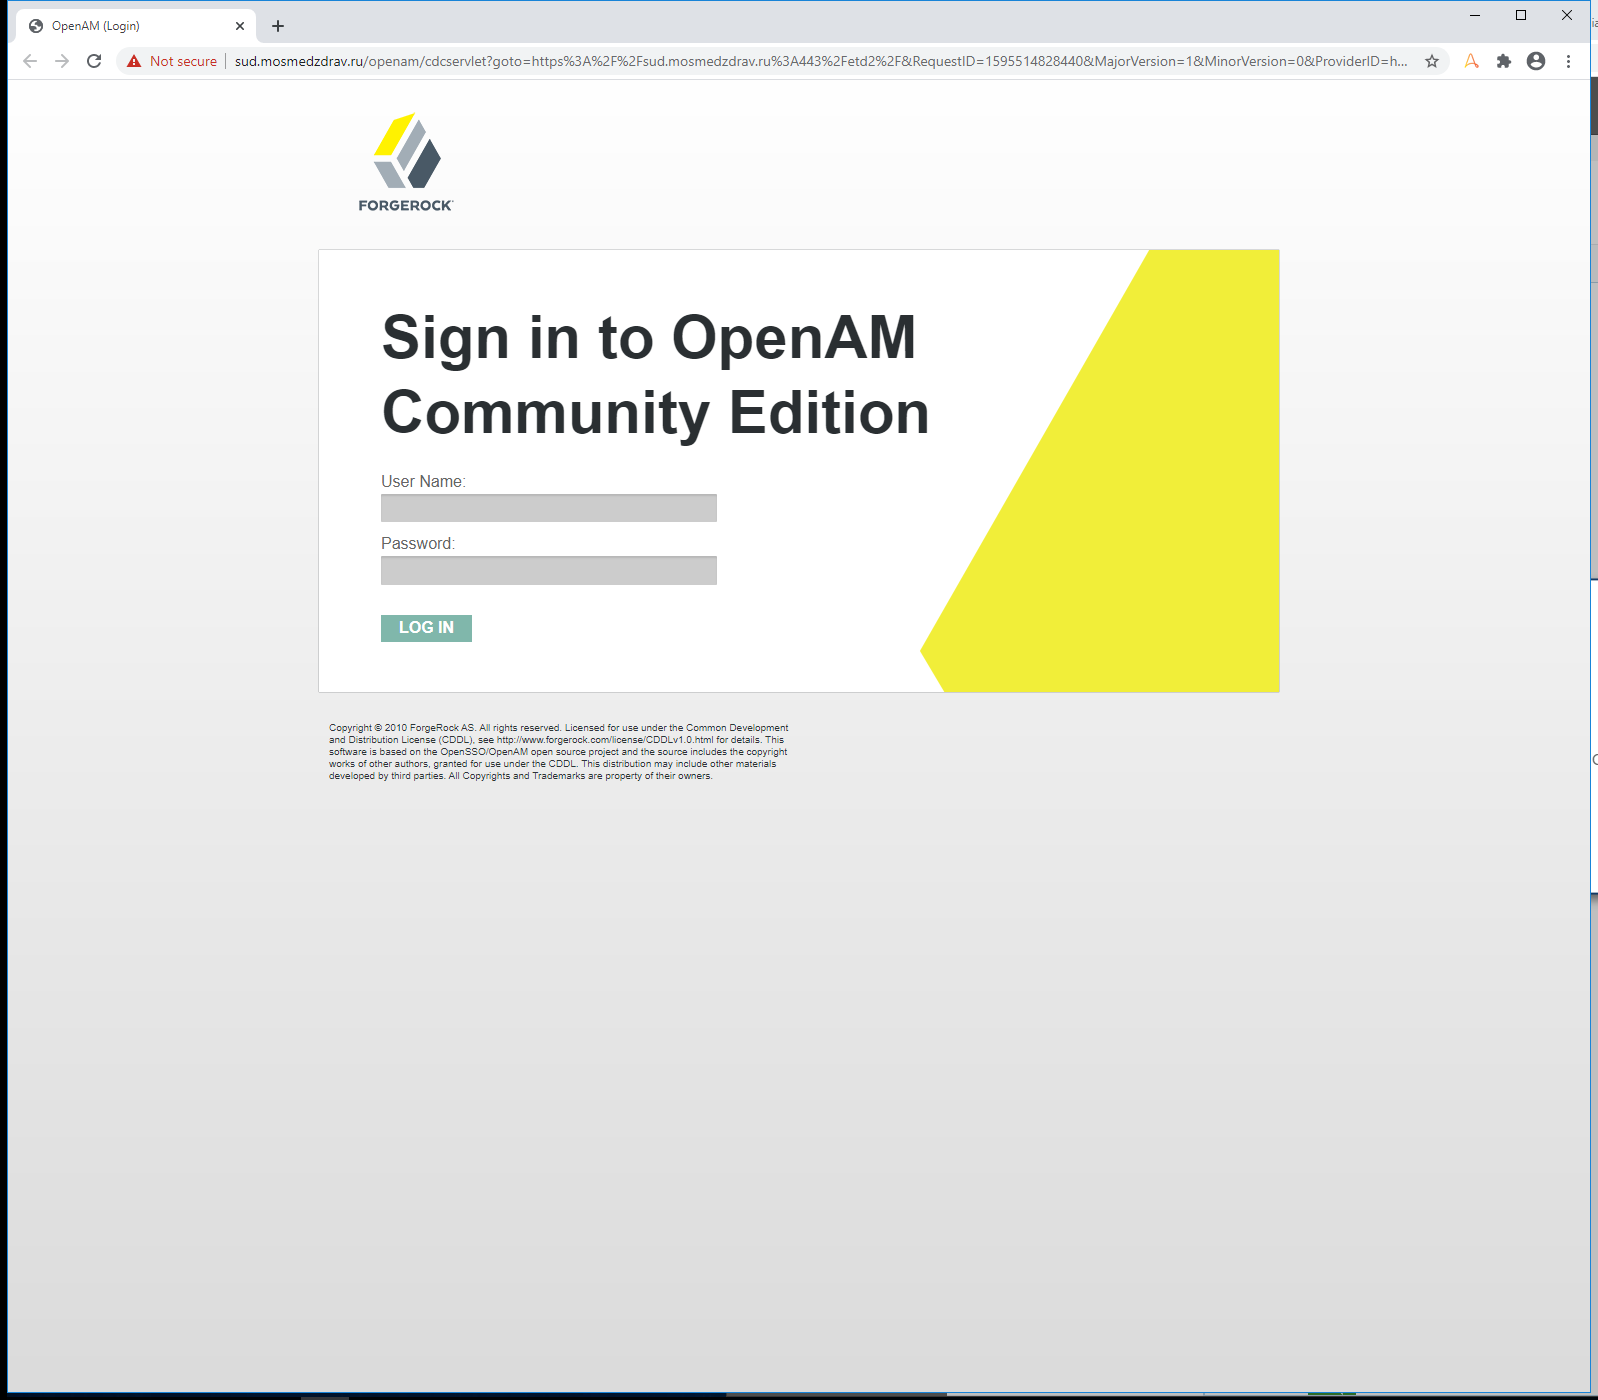 OpenAM (Login)
Not secure
sud.mosmedzdrav.ru/openam/cdcservlet?goto=https%3A%2F%2Fsud.mosmedzdrav.ru%3A443%2Fetd2%2F&RequestID=1595514828440&MajorVersion=1&MinorVersion=0&ProviderID=h...
FORGEROCK
Sign in to OpenAM
Community Edition
User Name:
Password:
LOG IN
Copyright © 2010 ForgeRock AS. All rights reserved. Licensed for use under the Common Development
and Distribution License (CDDL), see http://www.forgerock.com/license/CDDLv1.0.html for details. This
software is based on the OpenSSO/OpenAM open source project and the source includes the copyright
works of other authors, granted for use under the CDDL. This distribution may include other materials
developed by third parties. All Copyrights and Trademarks are property of their owners.